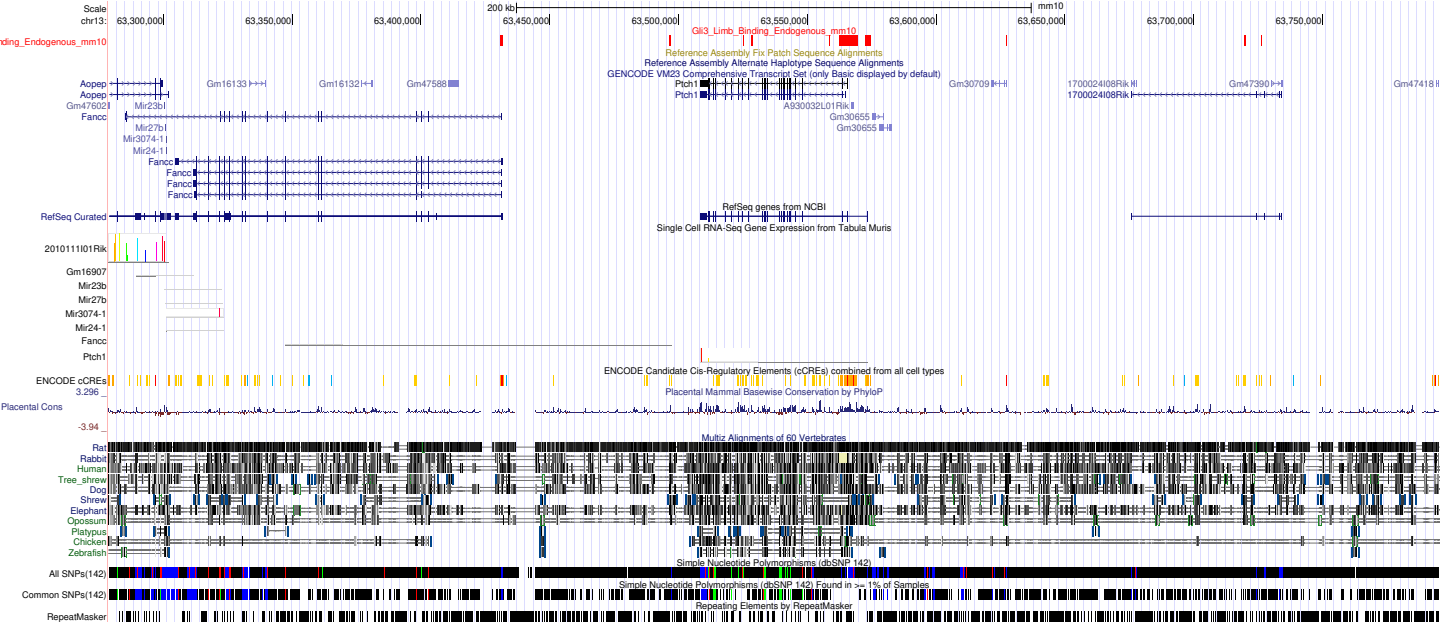 Scale 200 kb mm10
chr13: 63,300,000 63,350,000 63,400,000 63,450,000 63,500,000 63,550,000 63,600,000 63,650,000 63,700,000 63,750,000
Gli3_Limb_Binding_Endogenous_mm10
nding_Endogenous_mm10
Reference Assembly Fix Patch Sequence Alignments
Reference Assembly Alternate Haplotype Sequence Alignments
GENCODE VM23 Comprehensive Transcript Set (only Basic displayed by default)
Aopep Gm16133 Gm16132 Gm47588 Ptch1 Gm30709 1700024I08Rik Gm47390 Gm47418
Aopep Ptch1 1700024I08Rik
Gm47602 Mir23b A930032L01Rik
Fancc Gm30655
Mir27b Gm30655
Mir3074-1
Mir24-1
Fancc
Fancc
Fancc
Fancc
RefSeq genes from NCBI
RefSeq Curated
Single Cell RNA-Seq Gene Expression from Tabula Muris
2010111I01Rik
Gm16907
Mir23b
Mir27b
Mir3074-1
Mir24-1
Fancc
Ptch1
ENCODE Candidate Cis-Regulatory Elements (cCREs) combined from all cell types
ENCODE cCREs
3.296 _
Placental Mammal Basewise Conservation by PhyloP
Placental Cons
-3.94 _
Multiz Alignments of 60 Vertebrates
Rat
Rabbit
Human
Tree_shrew
Dog
Shrew
Elephant
Opossum
Platypus
Chicken
Zebrafish
Simple Nucleotide Polymorphisms (dbSNP 142)
All SNPs(142)
Simple Nucleotide Polymorphisms (dbSNP 142) Found in >= 1% of Samples
Common SNPs(142)
Repeating Elements by RepeatMasker
RepeatMasker